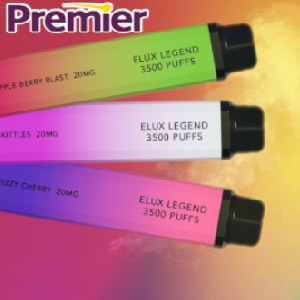 Premier
PPLE BERRY BLAST 20MG
ELUX LEGEND
3500 PUFFS
SKITTLES 20MG
ELUX LEGEND
3500 PUFFS
FIZZY CHERRY 20MG
ELUX LEGEND
3500 PUFFS